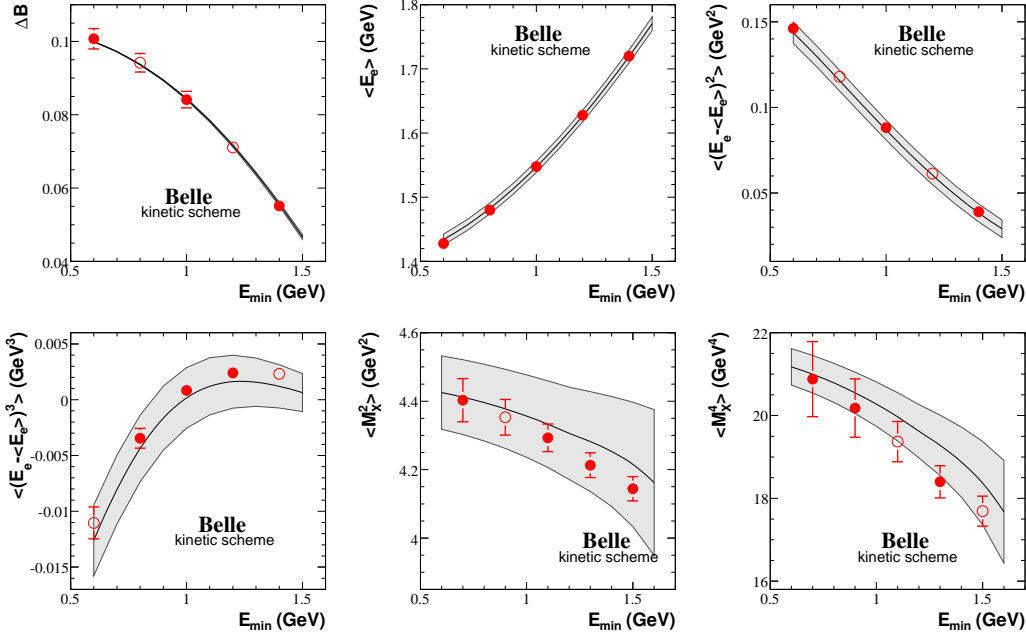 ΔB
0.1
0.08
0.06
0.04
0.5
1
1.5
E_min (GeV)
Belle
kinetic scheme
<E_e> (GeV)
1.8
1.7
1.6
1.5
1.4
0.5
1
1.5
E_min (GeV)
Belle
kinetic scheme
<(E_e-<E_e>)^2> (GeV^2)
0.15
0.1
0.05
0.5
1
1.5
E_min (GeV)
Belle
kinetic scheme
<(E_e-<E_e>)^3> (GeV^3)
0.005
0
-0.005
-0.01
-0.015
0.5
1
1.5
E_min (GeV)
Belle
kinetic scheme
<M_X^2> (GeV^2)
4.6
4.4
4.2
4
0.5
1
1.5
E_min (GeV)
Belle
kinetic scheme
<M_X^4> (GeV^4)
22
20
18
16
0.5
1
1.5
E_min (GeV)
Belle
kinetic scheme